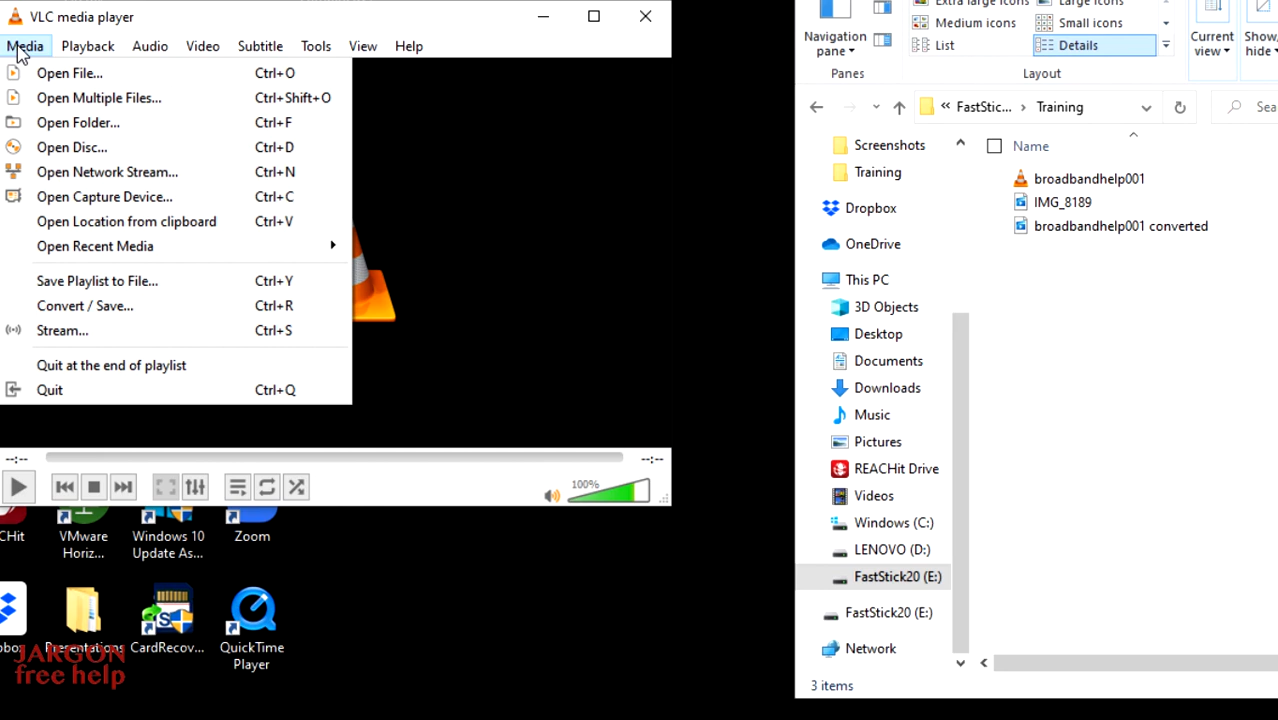 VLC media player
Media Playback Audio Video Subtitle Tools View Help
Open File... Ctrl+O
Open Multiple Files... Ctrl+Shift+O
Open Folder... Ctrl+F
Open Disc... Ctrl+D
Open Network Stream... Ctrl+N
Open Capture Device... Ctrl+C
Open Location from clipboard Ctrl+V
Open Recent Media
Save Playlist to File... Ctrl+Y
Convert / Save... Ctrl+R
Stream... Ctrl+S
Quit at the end of playlist
Quit Ctrl+Q
--:-- --:--
100%
CHit
VMware Horiz...
Windows 10 Update As...
Zoom
box
Presentations
CardRecov...
QuickTime Player
JARGON
free help
Extra large icons Large icons
Medium icons Small icons
List Details
Navigation pane
Panes
Layout
Current view
Show/ hide
« FastStic... › Training
Sea
Name
Screenshots
Training
Dropbox
OneDrive
This PC
3D Objects
Desktop
Documents
Downloads
Music
Pictures
REACHit Drive
Videos
Windows (C:)
LENOVO (D:)
FastStick20 (E:)
FastStick20 (E:)
Network
broadbandhelp001
IMG_8189
broadbandhelp001 converted
3 items